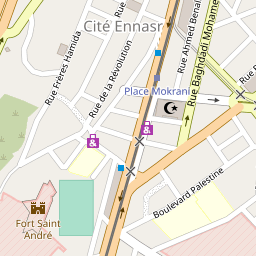 Cité Ennasr
Rue Frères Hamida
Rue de la Révolution
Rue Ahmed Benal
Rue Baghdadi Mohame
Place Mokrani
Boulevard Palestine
Fort Saint
André